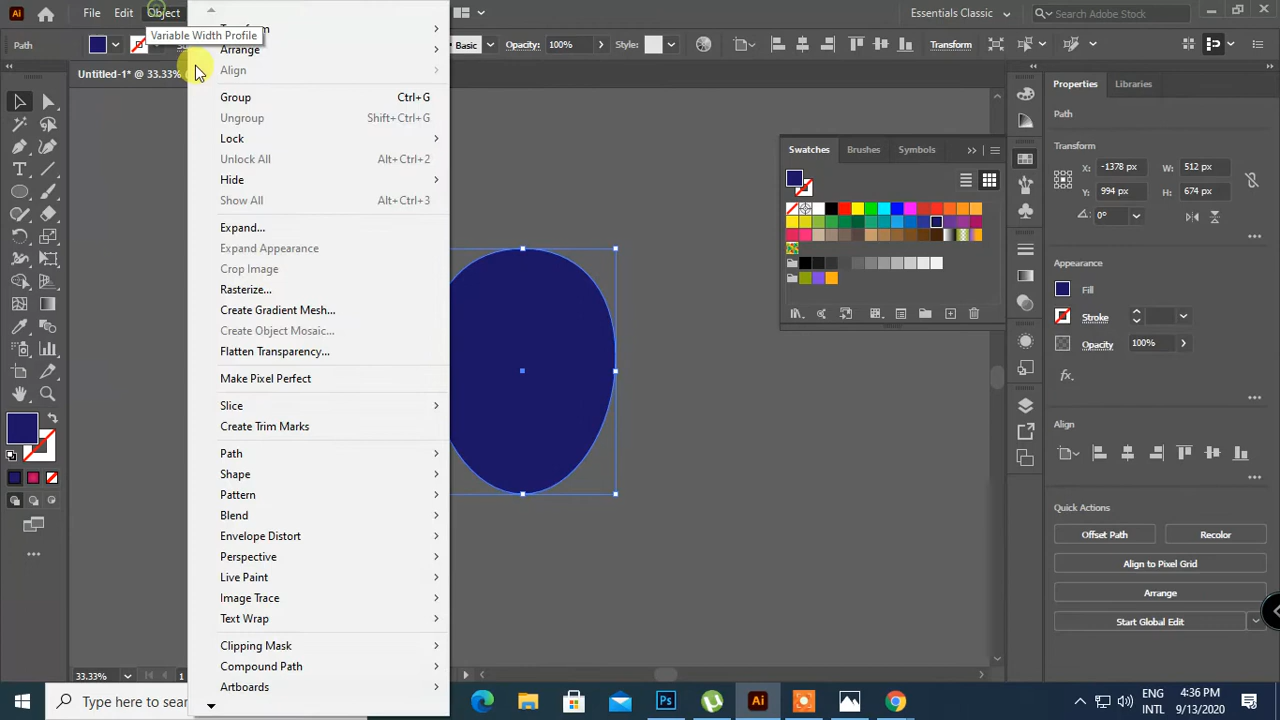 File Edit Object
Essentials Classic
Search Adobe Stock
Variable Width Profile
Path
Basic
Opacity: 100% Style:
Untitled-1* @ 33.33%
Arrange
Align
Group Ctrl+G
Ungroup Shift+Ctrl+G
Lock
Unlock All Alt+Ctrl+2
Hide
Show All Alt+Ctrl+3
Expand...
Expand Appearance
Crop Image
Rasterize...
Create Gradient Mesh...
Create Object Mosaic...
Flatten Transparency...
Make Pixel Perfect
Slice
Create Trim Marks
Path
Shape
Pattern
Blend
Envelope Distort
Perspective
Live Paint
Image Trace
Text Wrap
Clipping Mask
Compound Path
Artboards
Swatches Brushes Symbols
Properties Libraries
Path
Transform
X: -1378 px W: 512 px
Y: 994 px H: 674 px
0°
Appearance
Fill
Stroke
Opacity 100%
fx.
Align
Quick Actions
Offset Path Recolor
Align to Pixel Grid
Arrange
Start Global Edit
33.33% 1
Type here to sear
Ps Ai
ENG 4:36 PM
INTL 9/13/2020